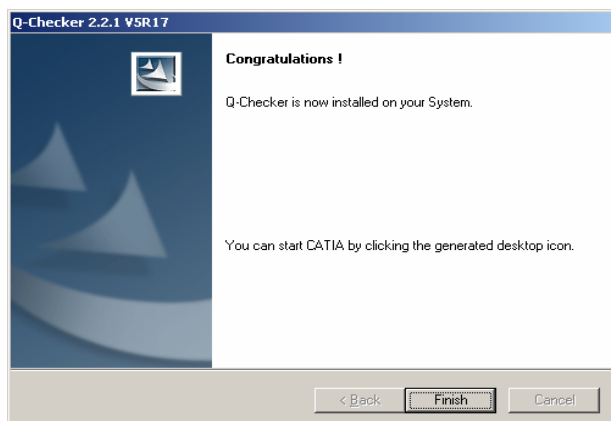 Q-Checker 2.2.1 V5R17
Congratulations !
Q-Checker is now installed on your System.
You can start CATIA by clicking the generated desktop icon.
< Back
Finish
Cancel